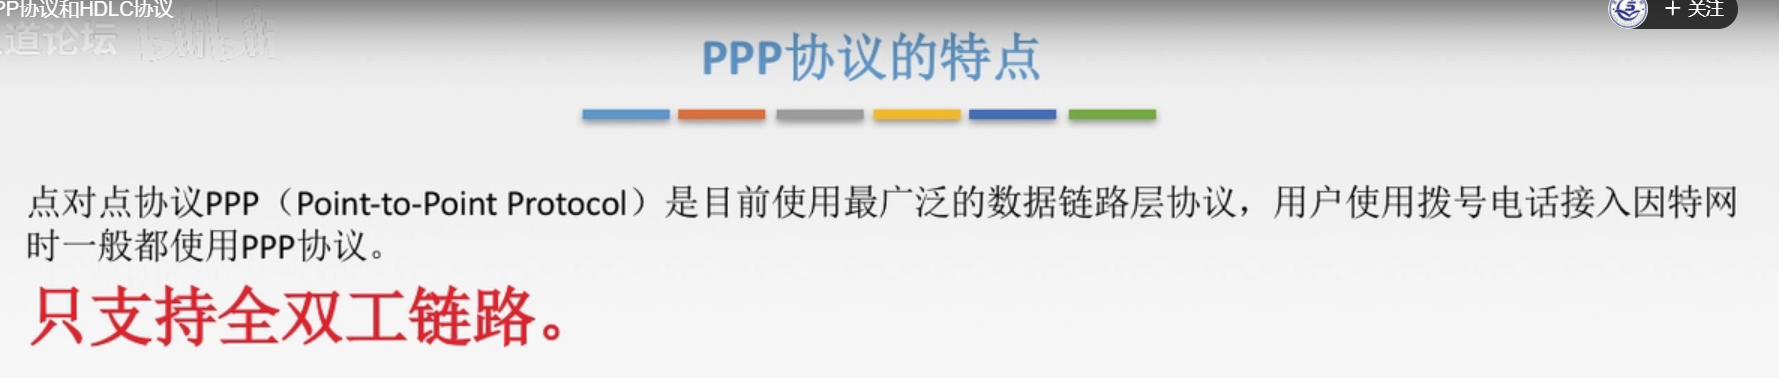 PP协议和HDLC协议
+ 关注
道论坛 bilibili
PPP协议的特点
点对点协议PPP（Point-to-Point Protocol）是目前使用最广泛的数据链路层协议，用户使用拨号电话接入因特网
时一般都使用PPP协议。
只支持全双工链路。